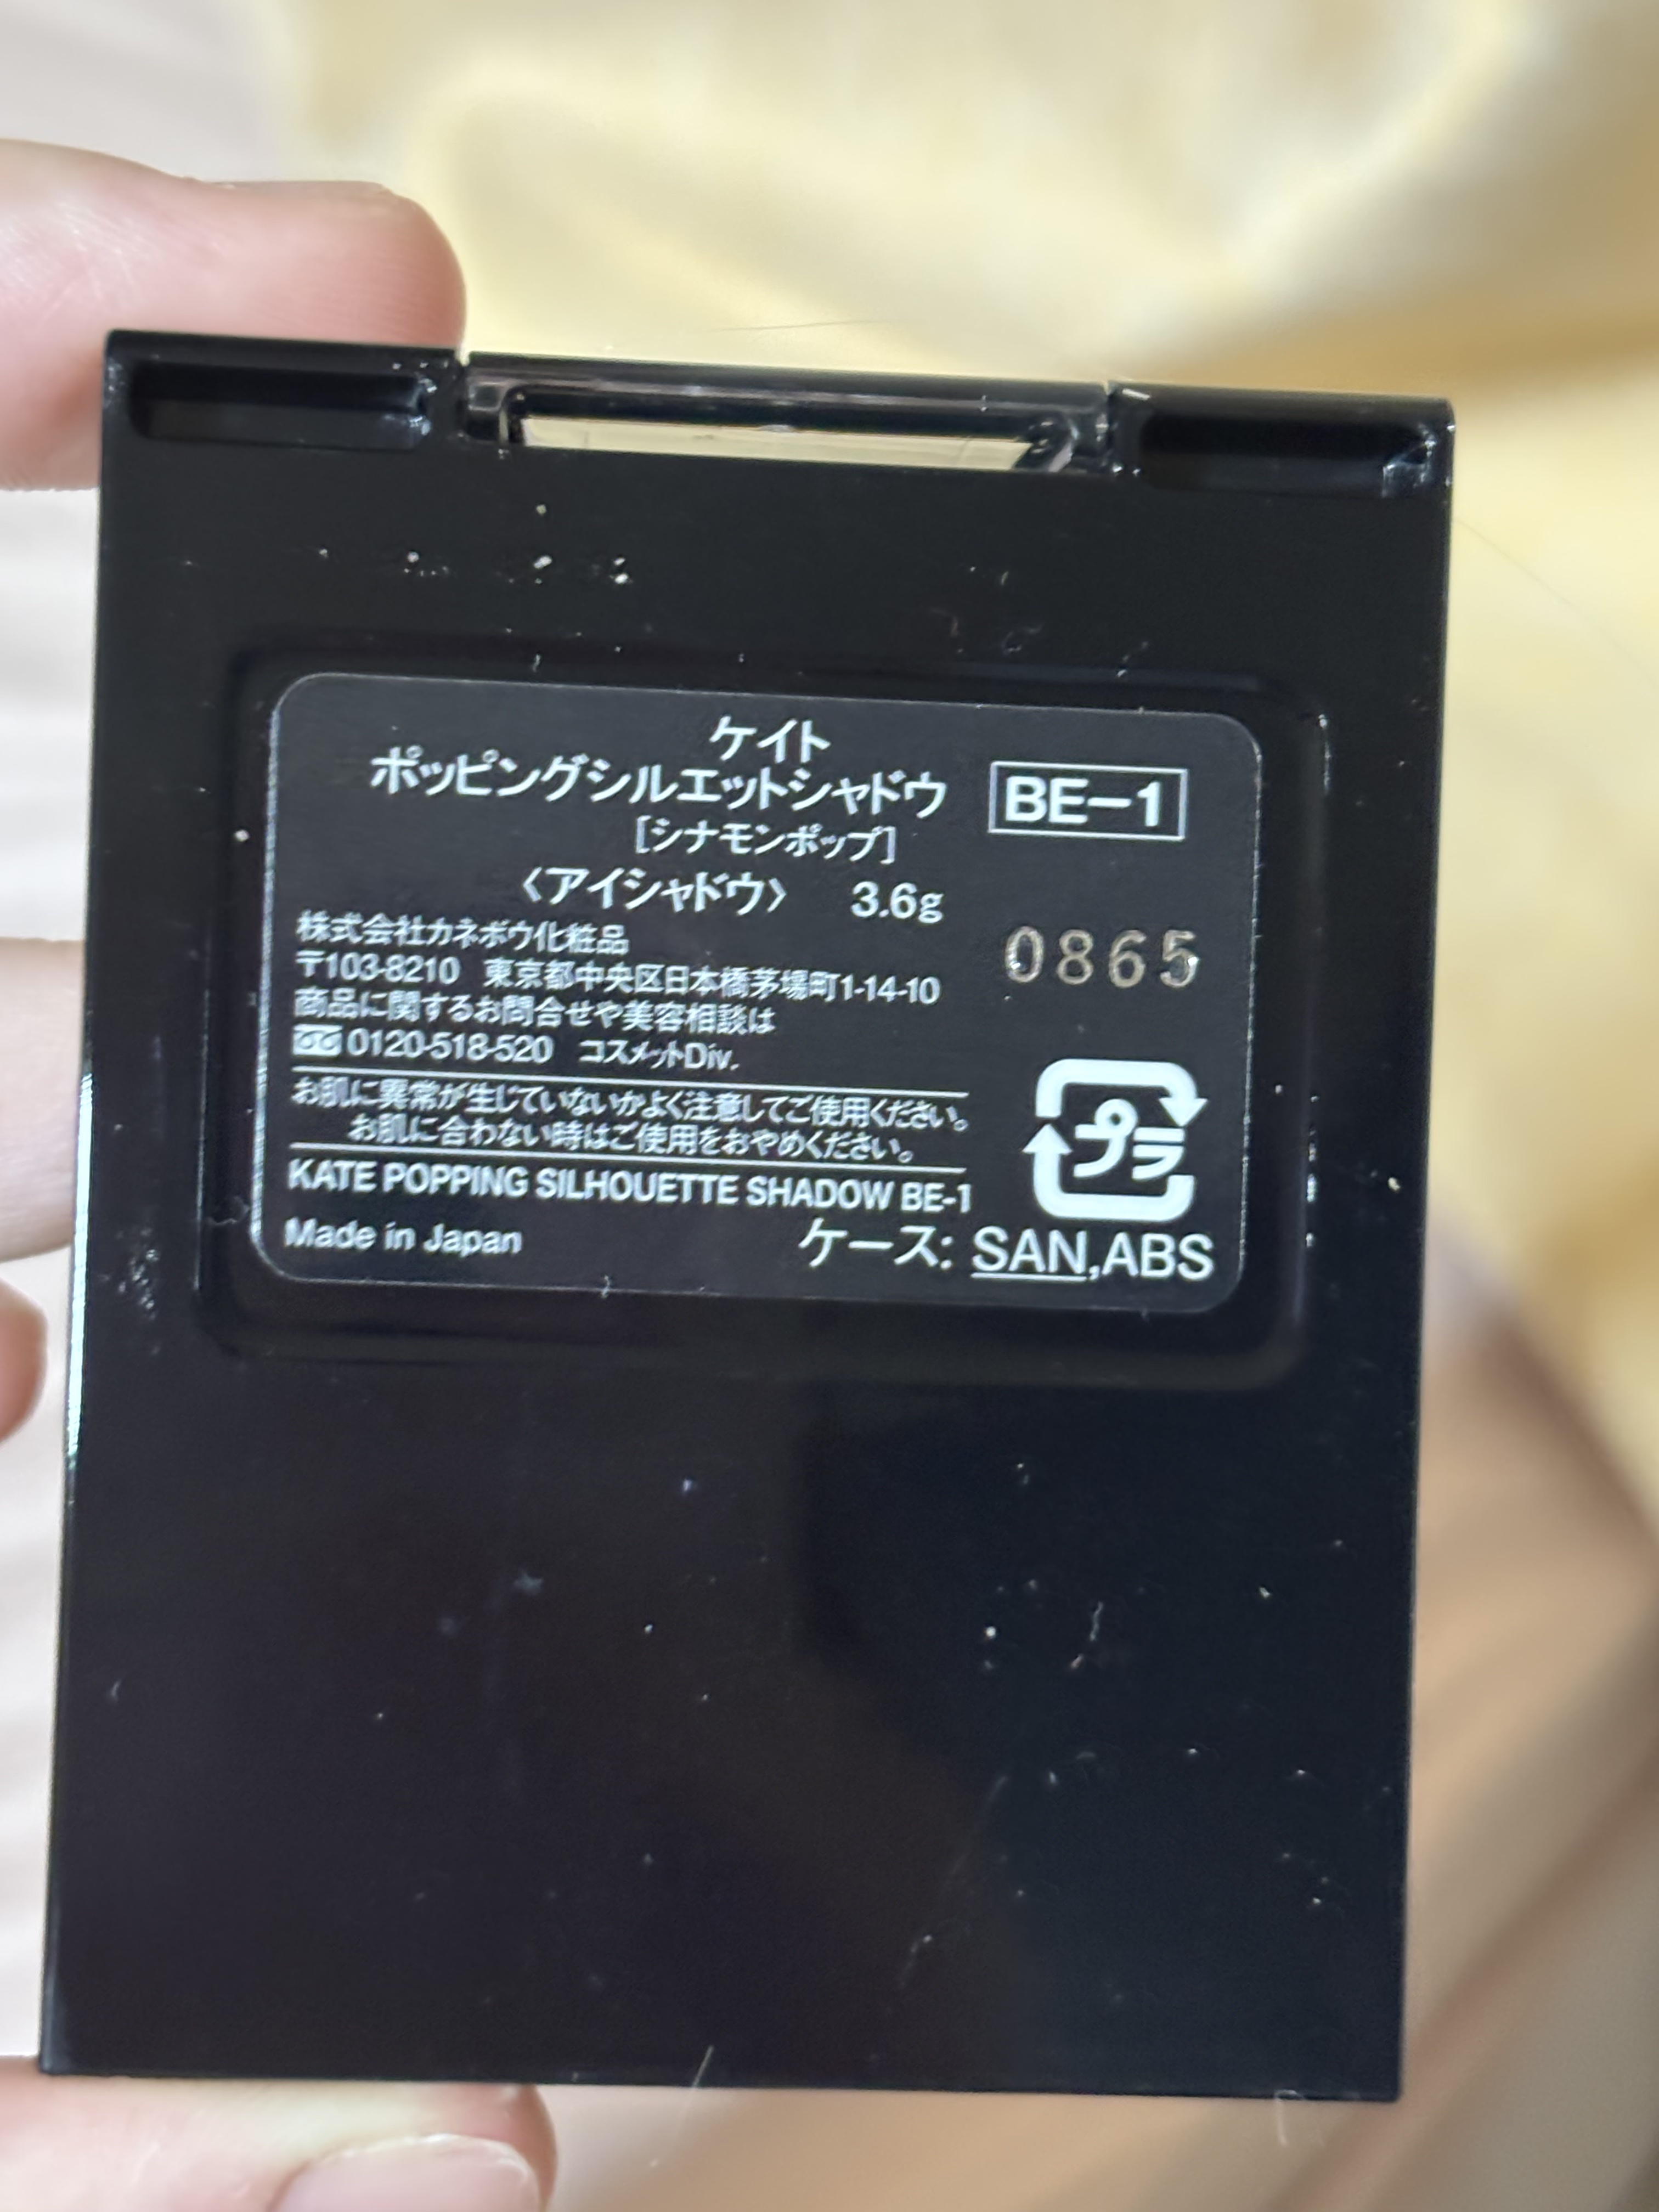 ケイト
ポッピングシルエットシャドウ BE-1
[シナモンポップ]
〈アイシャドウ〉 3.6g
株式会社カネボウ化粧品
〒103-8210 東京都中央区日本橋茅場町1-14-10
商品に関するお問合せや美容相談は
0120-518-520 コスメットDiv.
0865
お肌に異常が生じていないかよく注意してご使用ください。
お肌に合わない時はご使用をおやめください。
KATE POPPING SILHOUETTE SHADOW BE-1
Made in Japan
プラ
ケース: SAN,ABS